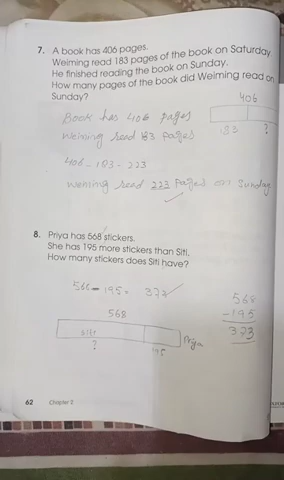 7. A book has 406 pages.
Weiming read 183 pages of the book on Saturday.
He finished reading the book on Sunday.
How many pages of the book did Weiming read on
Sunday?
406
183 ?
Book has 406 pages
Weiming read 183 pages
406 - 183 - 223
weming read 223 pages on Sunday
8. Priya has 568 stickers.
She has 195 more stickers than Siti.
How many stickers does Siti have?
568 - 195 = 373
568
siti
?
195
Priya
568
-195
373
62 Chapter 2